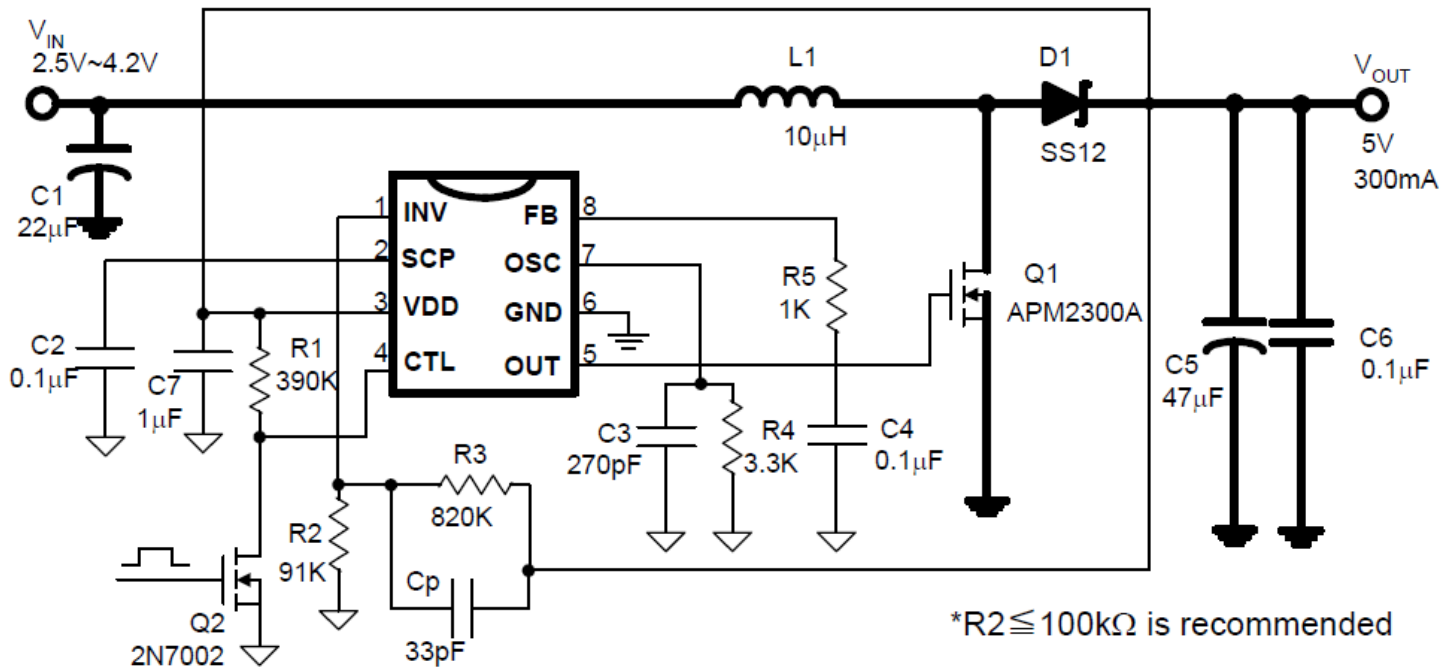 V_IN
2.5V~4.2V
L1
10μH
D1
SS12
V_OUT
5V
300mA
C1
22μF
1
INV
2
SCP
3
VDD
4
CTL
FB
8
OSC
7
GND
6
OUT
5
R5
1K
Q1
APM2300A
C2
0.1μF
C7
1μF
R1
390K
C5
47μF
C6
0.1μF
C3
270pF
R4
3.3K
C4
0.1μF
R3
820K
R2
91K
Cp
33pF
Q2
2N7002
*R2≦100kΩ is recommended